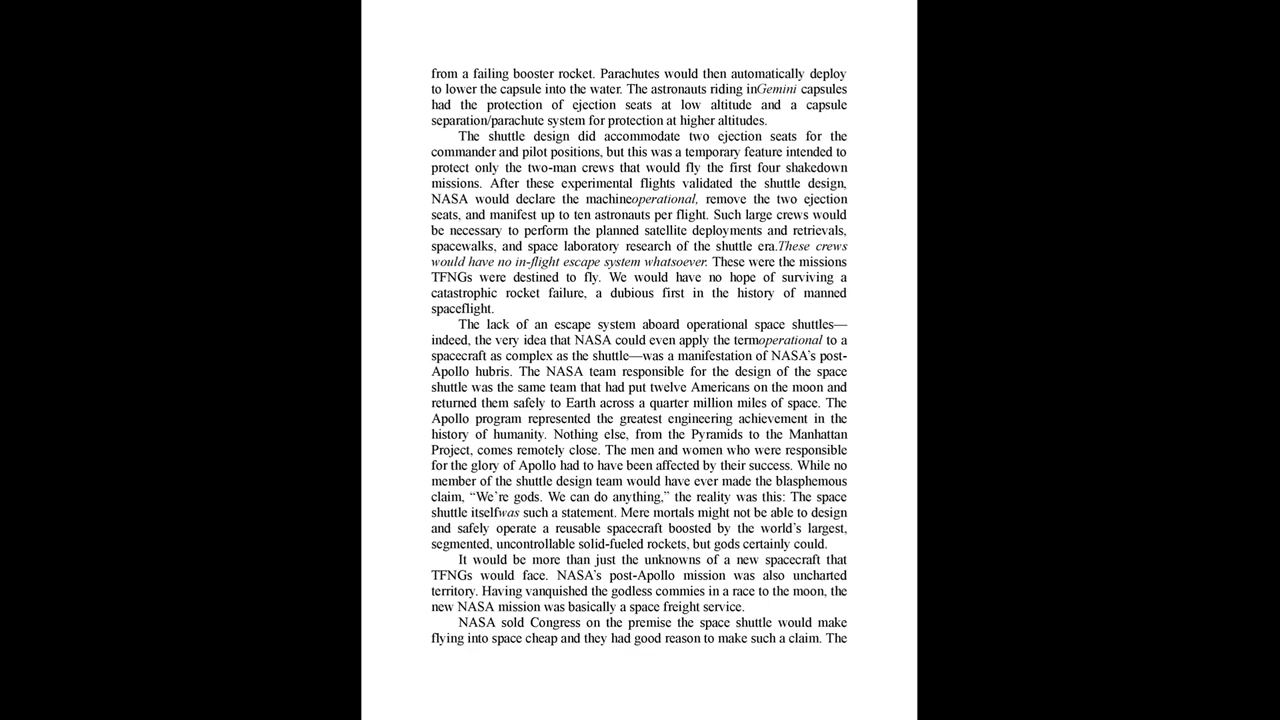 from a failing booster rocket. Parachutes would then automatically deploy
to lower the capsule into the water. The astronauts riding inGemini capsules
had the protection of ejection seats at low altitude and a capsule
separation/parachute system for protection at higher altitudes.
The shuttle design did accommodate two ejection seats for the
commander and pilot positions, but this was a temporary feature intended to
protect only the two-man crews that would fly the first four shakedown
missions. After these experimental flights validated the shuttle design,
NASA would declare the machineoperational, remove the two ejection
seats, and manifest up to ten astronauts per flight. Such large crews would
be necessary to perform the planned satellite deployments and retrievals,
spacewalks, and space laboratory research of the shuttle era.These crews
would have no in-flight escape system whatsoever. These were the missions
TFNGs were destined to fly. We would have no hope of surviving a
catastrophic rocket failure, a dubious first in the history of manned
spaceflight.
The lack of an escape system aboard operational space shuttles—
indeed, the very idea that NASA could even apply the termoperational to a
spacecraft as complex as the shuttle—was a manifestation of NASA’s post-
Apollo hubris. The NASA team responsible for the design of the space
shuttle was the same team that had put twelve Americans on the moon and
returned them safely to Earth across a quarter million miles of space. The
Apollo program represented the greatest engineering achievement in the
history of humanity. Nothing else, from the Pyramids to the Manhattan
Project, comes remotely close. The men and women who were responsible
for the glory of Apollo had to have been affected by their success. While no
member of the shuttle design team would have ever made the blasphemous
claim, “We’re gods. We can do anything,” the reality was this: The space
shuttle itselfwas such a statement. Mere mortals might not be able to design
and safely operate a reusable spacecraft boosted by the world’s largest,
segmented, uncontrollable solid-fueled rockets, but gods certainly could.
It would be more than just the unknowns of a new spacecraft that
TFNGs would face. NASA’s post-Apollo mission was also uncharted
territory. Having vanquished the godless commies in a race to the moon, the
new NASA mission was basically a space freight service.
NASA sold Congress on the premise the space shuttle would make
flying into space cheap and they had good reason to make such a claim. The